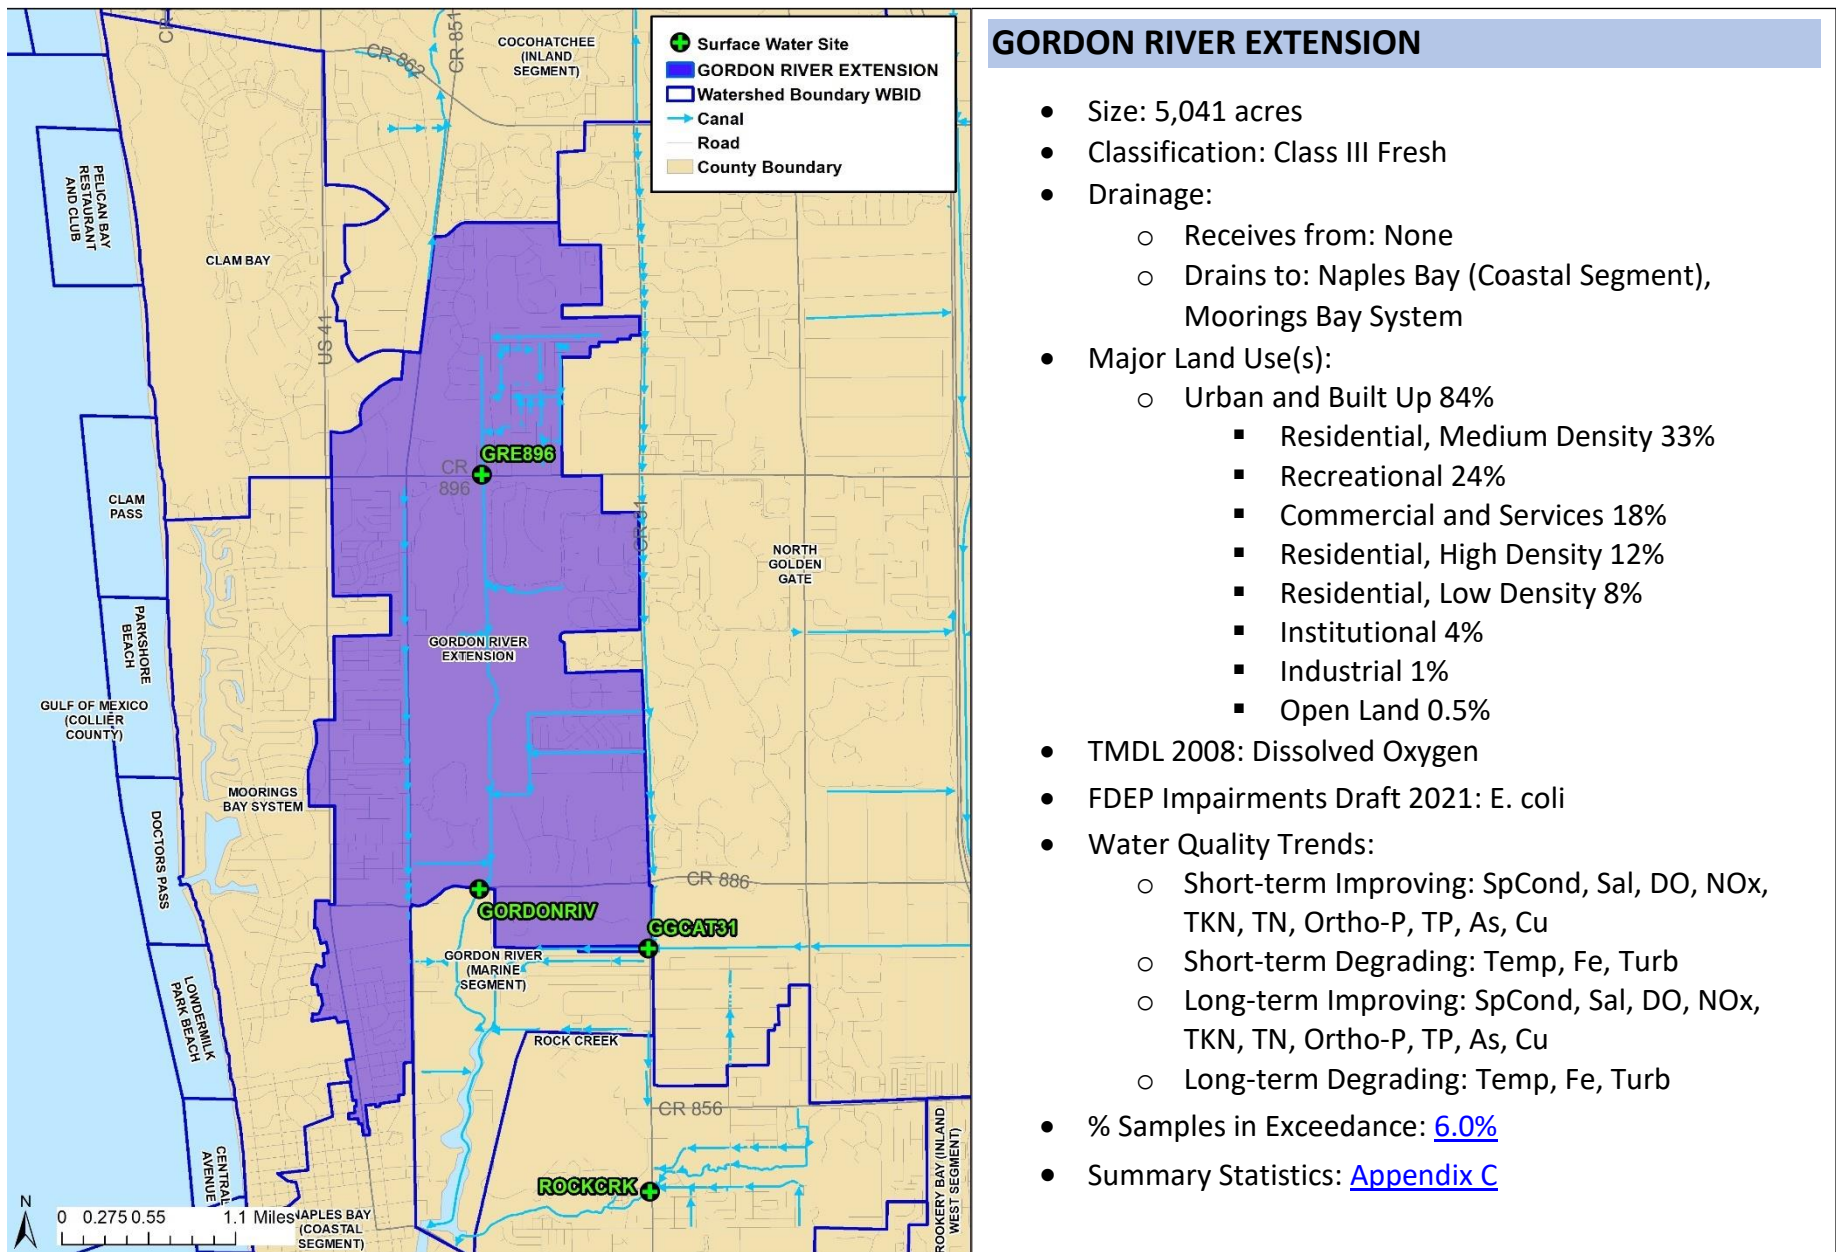 CR
CR 862
CR 851
COCOHATCHEE
(INLAND
SEGMENT)
Surface Water Site
GORDON RIVER EXTENSION
Watershed Boundary WBID
Canal
Road
County Boundary
PELICAN BAY
RESTAURANT
AND CLUB
CLAM BAY
US 41
GRE896
CR
896
CLAM
PASS
CR 31
NORTH
GOLDEN
GATE
PARKSHORE
BEACH
GORDON RIVER
EXTENSION
GULF OF MEXICO
(COLLIER
COUNTY)
MOORINGS
BAY SYSTEM
DOCTORS PASS
CR 886
GORDONRIV
GGCAT31
GORDON RIVER
(MARINE
SEGMENT)
LOWDERMILK
PARK BEACH
ROCK CREEK
CR 856
CENTRAL
AVENUE
ROCKCRK
ROOKERY BAY (INLAND
WEST SEGMENT)
N
0 0.275 0.55 1.1 Miles
NAPLES BAY
(COASTAL
SEGMENT)
GORDON RIVER EXTENSION
• Size: 5,041 acres
• Classification: Class III Fresh
• Drainage:
o Receives from: None
o Drains to: Naples Bay (Coastal Segment),
Moorings Bay System
• Major Land Use(s):
o Urban and Built Up 84%
▪ Residential, Medium Density 33%
▪ Recreational 24%
▪ Commercial and Services 18%
▪ Residential, High Density 12%
▪ Residential, Low Density 8%
▪ Institutional 4%
▪ Industrial 1%
▪ Open Land 0.5%
• TMDL 2008: Dissolved Oxygen
• FDEP Impairments Draft 2021: E. coli
• Water Quality Trends:
o Short-term Improving: SpCond, Sal, DO, NOx,
TKN, TN, Ortho-P, TP, As, Cu
o Short-term Degrading: Temp, Fe, Turb
o Long-term Improving: SpCond, Sal, DO, NOx,
TKN, TN, Ortho-P, TP, As, Cu
o Long-term Degrading: Temp, Fe, Turb
• % Samples in Exceedance: 6.0%
• Summary Statistics: Appendix C